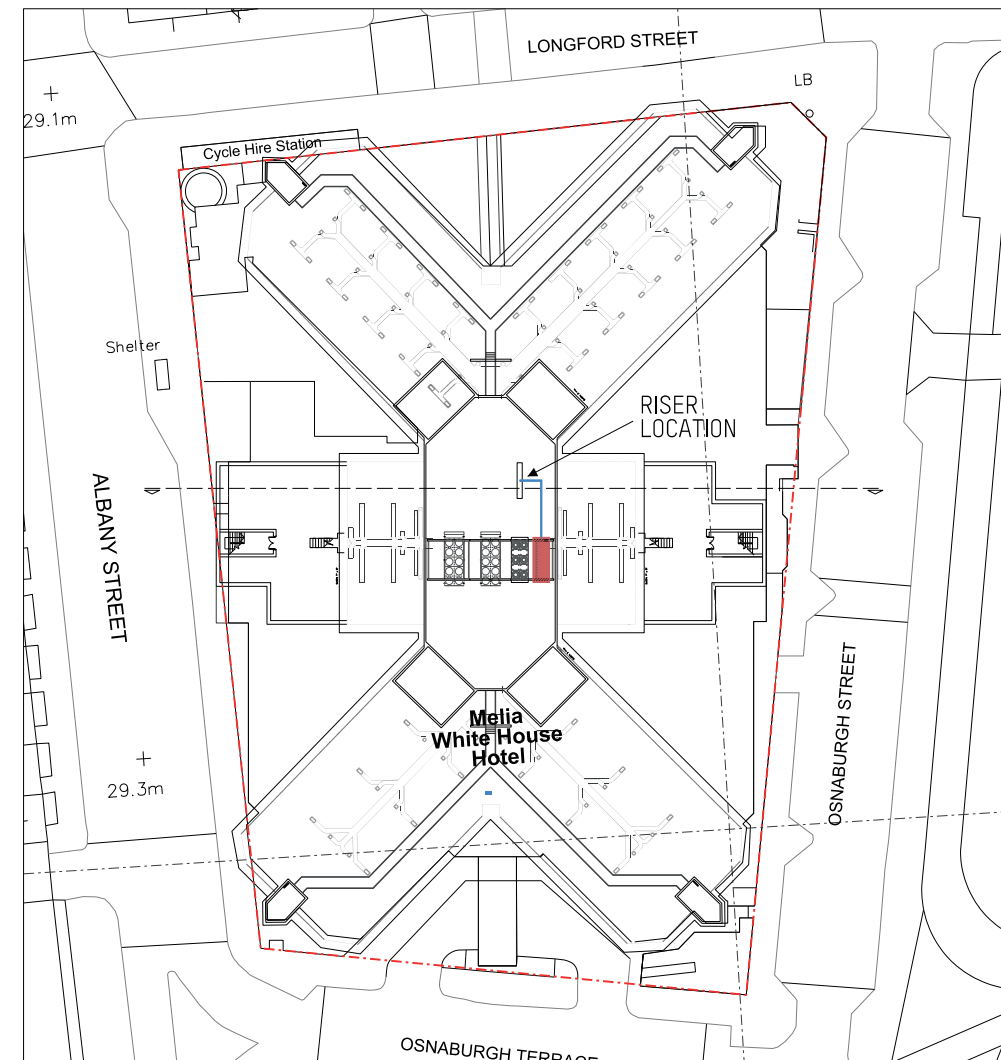 LONGFORD STREET
LB
29.1m
Cycle Hire Station
Shelter
RISER
LOCATION
ALBANY STREET
OSNABURGH STREET
Melia
White House
Hotel
29.3m
OSNABURGH TERRACE